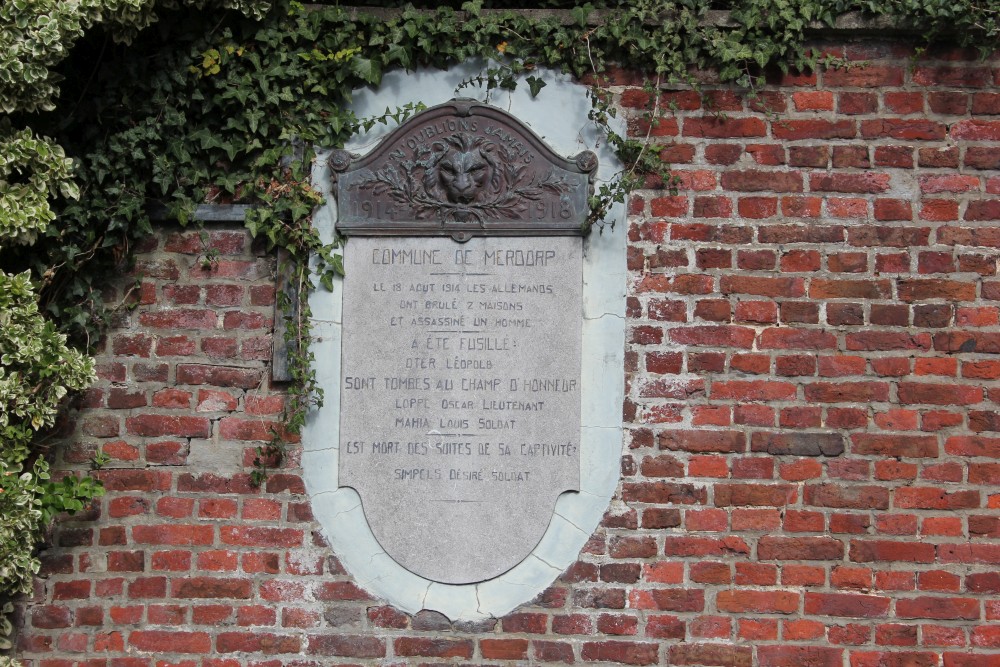 N'OUBLIONS JAMAIS
1914 1918
COMMUNE DE MERDORP
LE 18 AOUT 1914 LES ALLEMANDS
ONT BRULÉ 2 MAISONS
ET ASSASSINÉ UN HOMME
A ÉTÉ FUSILLÉ:
OTER LÉOPOLD
SONT TOMBES AU CHAMP D'HONNEUR
LOPPE OSCAR LIEUTENANT
MAHIA LOUIS SOLDAT
EST MORT DES SUITES DE SA CAPTIVITÉ:
SIMPELS DÉSIRÉ SOLDAT